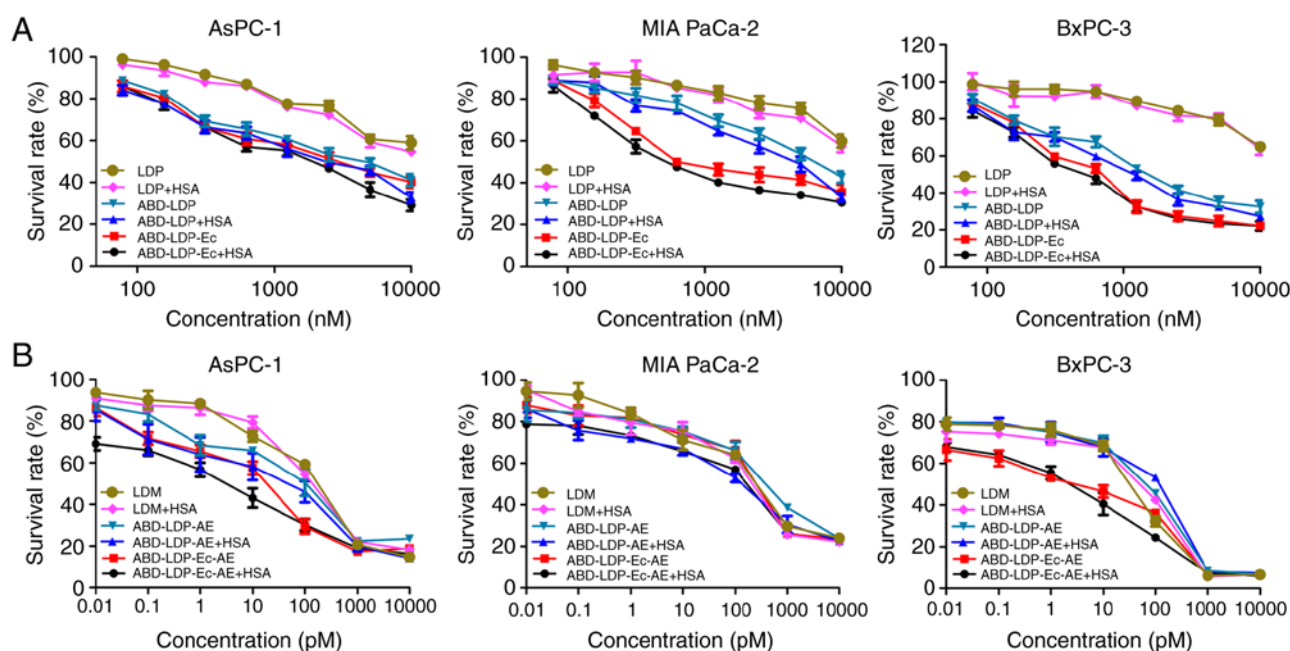 A
AsPC-1
MIA PaCa-2
BxPC-3
Survival rate (%)
100
80
60
40
20
0
LDP
LDP+HSA
ABD-LDP
ABD-LDP+HSA
ABD-LDP-Ec
ABD-LDP-Ec+HSA
100
1000
10000
Concentration (nM)
Survival rate (%)
100
80
60
40
20
0
LDP
LDP+HSA
ABD-LDP
ABD-LDP+HSA
ABD-LDP-Ec
ABD-LDP-Ec+HSA
100
1000
10000
Concentration (nM)
Survival rate (%)
120
100
80
60
40
20
0
LDP
LDP+HSA
ABD-LDP
ABD-LDP+HSA
ABD-LDP-Ec
ABD-LDP-Ec+HSA
100
1000
10000
Concentration (nM)
B
AsPC-1
MIA PaCa-2
BxPC-3
Survival rate (%)
100
80
60
40
20
0
LDM
LDM+HSA
ABD-LDP-AE
ABD-LDP-AE+HSA
ABD-LDP-Ec-AE
ABD-LDP-Ec-AE+HSA
0.01 0.1 1 10 100 1000 10000
Concentration (pM)
Survival rate (%)
100
80
60
40
20
0
LDM
LDM+HSA
ABD-LDP-AE
ABD-LDP-AE+HSA
ABD-LDP-Ec-AE
ABD-LDP-Ec-AE+HSA
0.01 0.1 1 10 100 1000 10000
Concentration (pM)
Survival rate (%)
100
80
60
40
20
0
LDM
LDM+HSA
ABD-LDP-AE
ABD-LDP-AE+HSA
ABD-LDP-Ec-AE
ABD-LDP-Ec-AE+HSA
0.01 0.1 1 10 100 1000 10000
Concentration (pM)